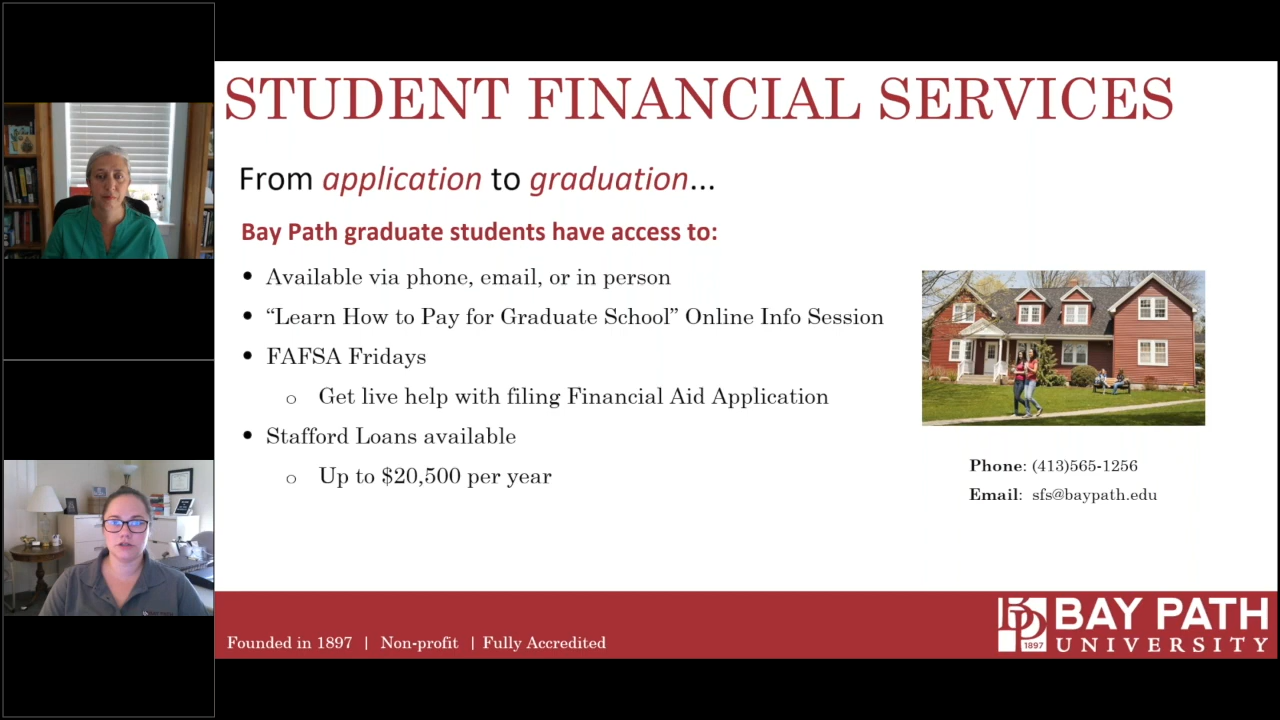 STUDENT FINANCIAL SERVICES
From application to graduation...
Bay Path graduate students have access to:
• Available via phone, email, or in person
• “Learn How to Pay for Graduate School” Online Info Session
• FAFSA Fridays
o Get live help with filing Financial Aid Application
• Stafford Loans available
o Up to $20,500 per year
Phone: (413)565-1256
Email: sfs@baypath.edu
Founded in 1897 | Non-profit | Fully Accredited
1897
BAY PATH
UNIVERSITY